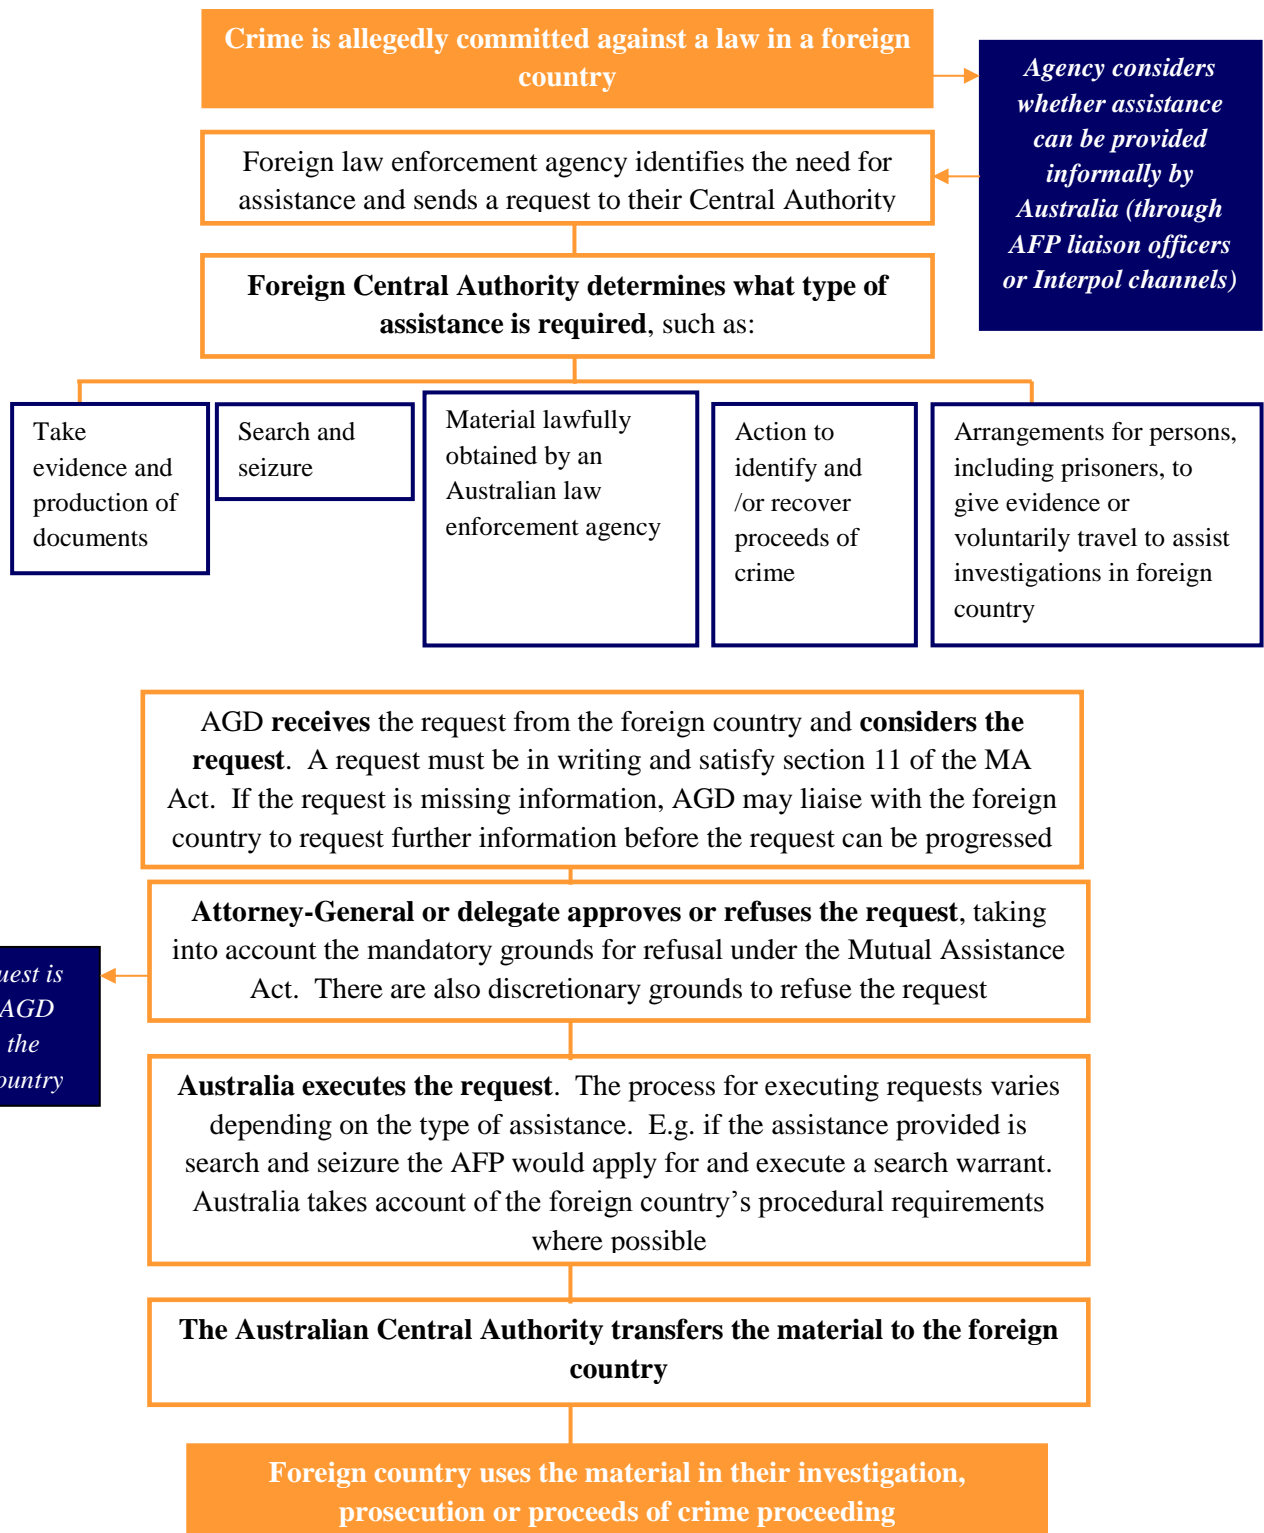 Crime is allegedly committed against a law in a foreign
country
Agency considers
whether assistance
can be provided
informally by
Australia (through
AFP liaison officers
or Interpol channels)
Foreign law enforcement agency identifies the need for
assistance and sends a request to their Central Authority
Foreign Central Authority determines what type of
assistance is required, such as:
Take
evidence and
production of
documents
Search and
seizure
Material lawfully
obtained by an
Australian law
enforcement agency
Action to
identify and
/or recover
proceeds of
crime
Arrangements for persons,
including prisoners, to
give evidence or
voluntarily travel to assist
investigations in foreign
country
AGD receives the request from the foreign country and considers the
request.  A request must be in writing and satisfy section 11 of the MA
Act.  If the request is missing information, AGD may liaise with the foreign
country to request further information before the request can be progressed
Attorney-General or delegate approves or refuses the request, taking
into account the mandatory grounds for refusal under the Mutual Assistance
Act.  There are also discretionary grounds to refuse the request
is
AGD
the
Australia executes the request.  The process for executing requests varies
depending on the type of assistance.  E.g. if the assistance provided is
search and seizure the AFP would apply for and execute a search warrant.
Australia takes account of the foreign country’s procedural requirements
where possible
The Australian Central Authority transfers the material to the foreign
country
Foreign country uses the material in their investigation,
prosecution or proceeds of crime proceeding